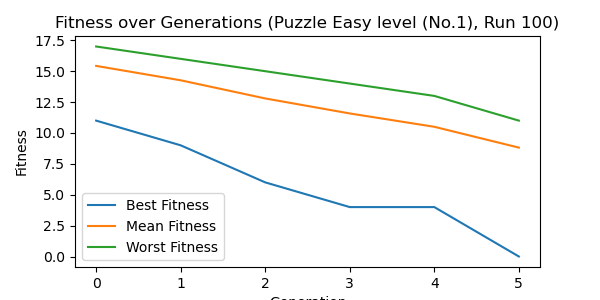 Fitness over Generations (Puzzle Easy level (No.1), Run 100)
17.5
15.0
12.5
10.0
7.5
5.0
2.5
0.0
Fitness
Best Fitness
Mean Fitness
Worst Fitness
0 1 2 3 4 5
Generation